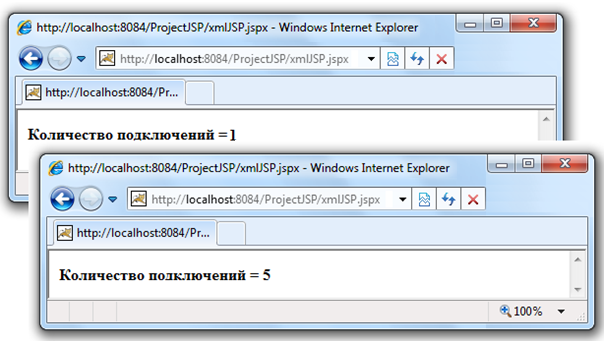 http://localhost:8084/ProjectJSP/xmlJSP.jspx - Windows Internet Explorer
http://localhost:8084/ProjectJSP/xmlJSP.jspx
http://localhost:8084/Pr...
Количество подключений =1
http://localhost:8084/ProjectJSP/xmlJSP.jspx - Windows Internet Explorer
http://localhost:8084/ProjectJSP/xmlJSP.jspx
http://localhost:8084/Pr...
Количество подключений = 5
100%